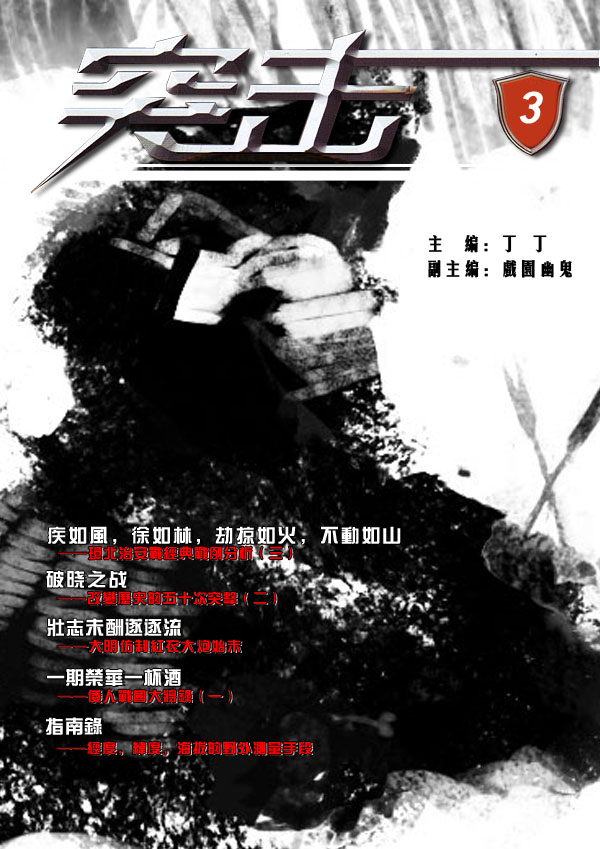 突击
3
主 编：丁 丁
副主编：戲園幽鬼
疾如風，徐如林，劫掠如火，不動如山
——垣北治安戰經典戰例分析（三）
破晓之战
——改變歷史的五十次突擊（二）
壯志未酬逐逐流
——大明仿制紅衣大炮始末
一期榮華一杯酒
——倭人戰國大將談（一）
指南錄
——經度，緯度，海拔的野外測量手段